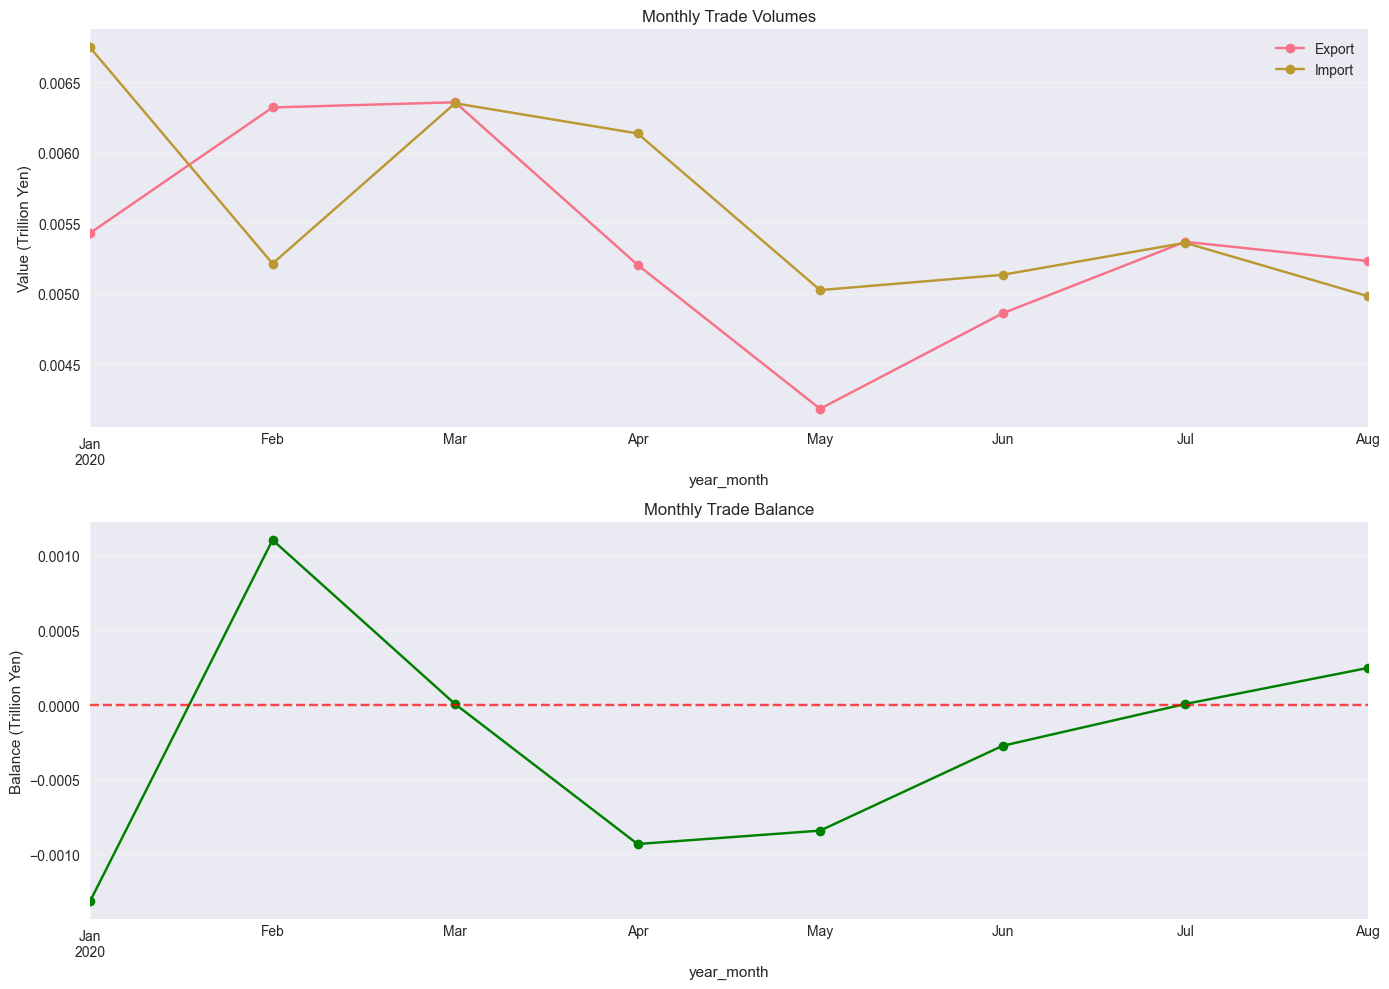 Monthly Trade Volumes
Export
Import
Value (Trillion Yen)
0.0065
0.0060
0.0055
0.0050
0.0045
Jan
2020
Feb
Mar
Apr
May
Jun
Jul
Aug
year_month
Monthly Trade Balance
Balance (Trillion Yen)
0.0010
0.0005
0.0000
−0.0005
−0.0010
Jan
2020
Feb
Mar
Apr
May
Jun
Jul
Aug
year_month